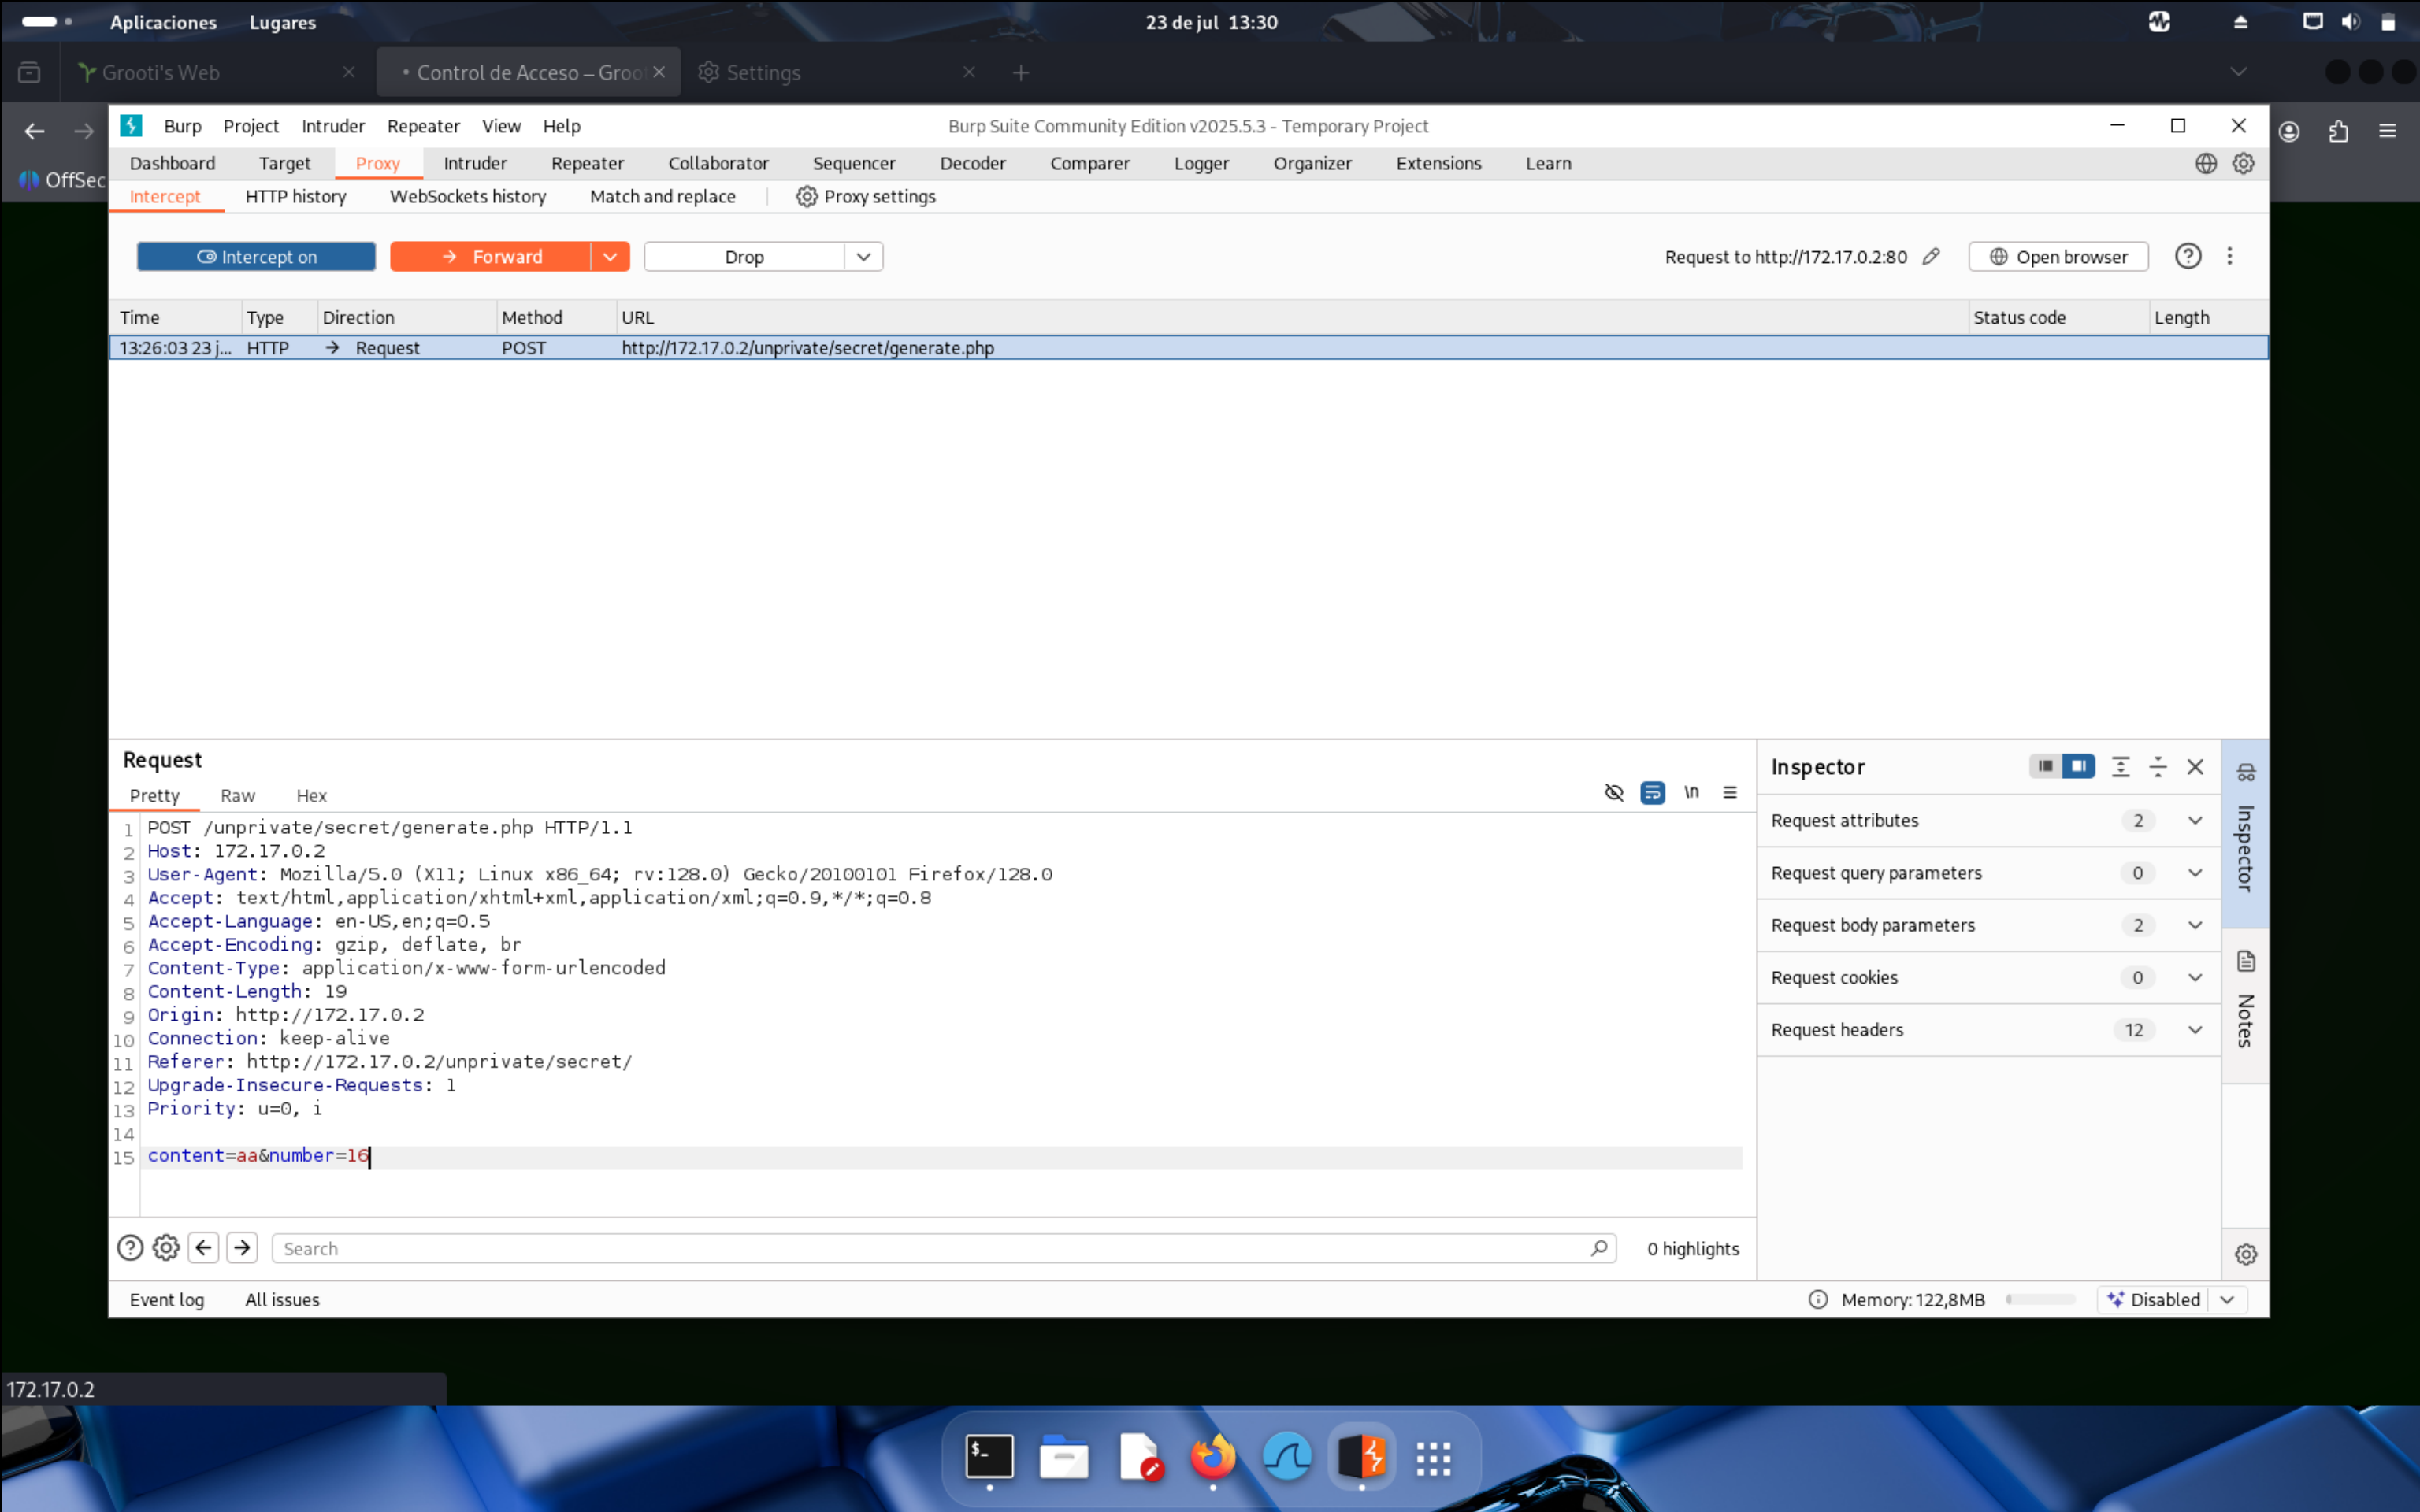 Aplicaciones Lugares 23 de jul 13:30
Grooti's Web Control de Acceso – Groot Settings
Burp Project Intruder Repeater View Help Burp Suite Community Edition v2025.5.3 - Temporary Project
Dashboard Target Proxy Intruder Repeater Collaborator Sequencer Decoder Comparer Logger Organizer Extensions Learn
OffSec
Intercept HTTP history WebSockets history Match and replace Proxy settings
Intercept on Forward Drop Request to http://172.17.0.2:80 Open browser
Time Type Direction Method URL Status code Length
13:26:03 23 j... HTTP → Request POST http://172.17.0.2/unprivate/secret/generate.php
Request
Pretty Raw Hex \n
1 POST /unprivate/secret/generate.php HTTP/1.1
2 Host: 172.17.0.2
3 User-Agent: Mozilla/5.0 (X11; Linux x86_64; rv:128.0) Gecko/20100101 Firefox/128.0
4 Accept: text/html,application/xhtml+xml,application/xml;q=0.9,*/*;q=0.8
5 Accept-Language: en-US,en;q=0.5
6 Accept-Encoding: gzip, deflate, br
7 Content-Type: application/x-www-form-urlencoded
8 Content-Length: 19
9 Origin: http://172.17.0.2
10 Connection: keep-alive
11 Referer: http://172.17.0.2/unprivate/secret/
12 Upgrade-Insecure-Requests: 1
13 Priority: u=0, i
14
15 content=aa&number=16
Inspector
Request attributes 2
Request query parameters 0
Request body parameters 2
Request cookies 0
Request headers 12
Inspector
Notes
Search 0 highlights
Event log All issues Memory: 122,8MB Disabled
172.17.0.2
$_